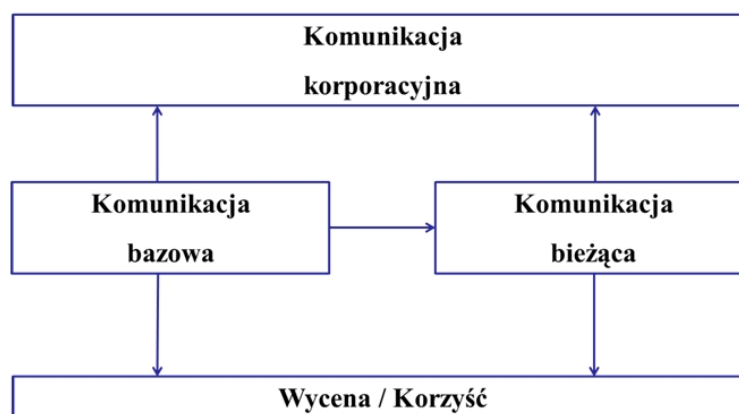 Komunikacja
korporacyjna
Komunikacja
bazowa
Komunikacja
bieżąca
Wycena / Korzyść